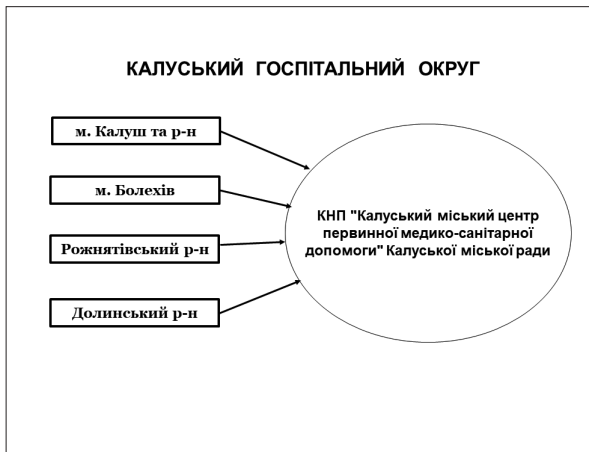 КАЛУСЬКИЙ ГОСПІТАЛЬНИЙ ОКРУГ
м. Калуш та р-н
м. Болехів
Рожнятівський р-н
Долинський р-н
КНП "Калуський міський центр
первинної медико-санітарної
допомоги" Калуської міської ради